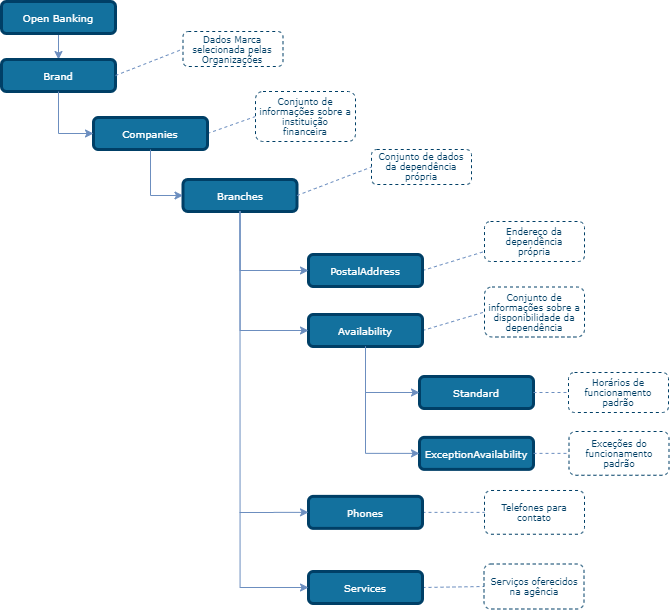 Open Banking
Dados Marca
selecionada pelas
Organizações
Brand
Conjunto de
informações sobre a
instituição
financeira
Companies
Conjunto de dados
da dependência
própria
Branches
Endereço da
dependência
própria
PostalAddress
Conjunto de
informações sobre a
disponibilidade da
dependência
Availability
Horários de
funcionamento
padrão
Standard
Exceções do
funcionamento
padrão
ExceptionAvailability
Telefones para
contato
Phones
Serviços oferecidos
na agência
Services